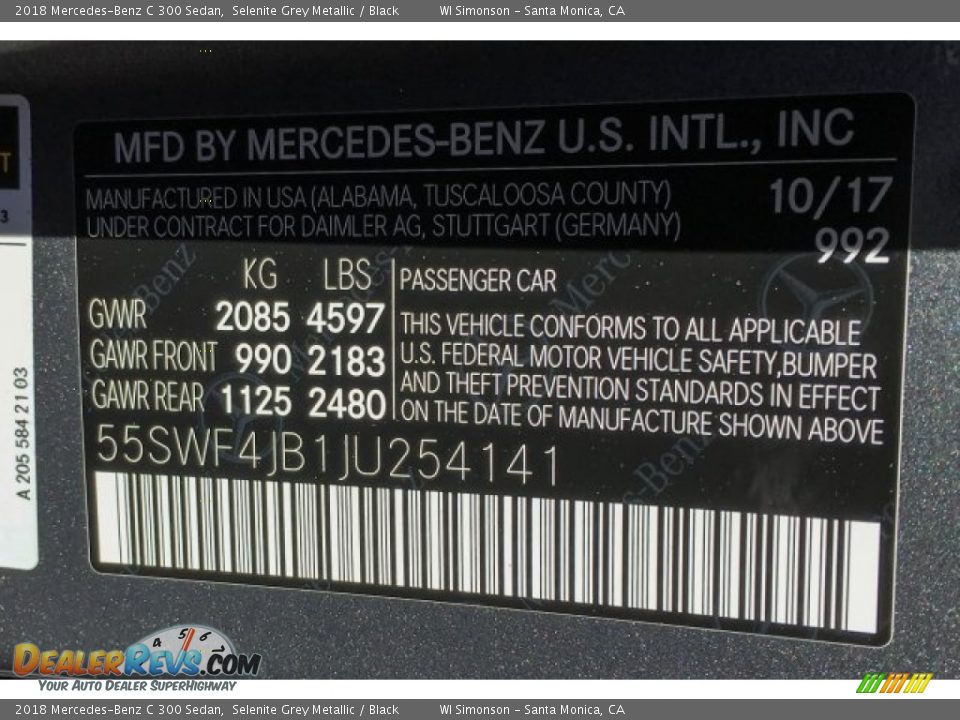 2018 Mercedes-Benz C 300 Sedan, Selenite Grey Metallic / Black WI Simonson - Santa Monica, CA
MFD BY MERCEDES-BENZ U.S. INTL., INC
MANUFACTURED IN USA (ALABAMA, TUSCALOOSA COUNTY) 10/17
UNDER CONTRACT FOR DAIMLER AG, STUTTGART (GERMANY) 992
KG LBS PASSENGER CAR
GVWR 2085 4597
GAWR FRONT 990 2183
GAWR REAR 1125 2480
THIS VEHICLE CONFORMS TO ALL APPLICABLE
U.S. FEDERAL MOTOR VEHICLE SAFETY,BUMPER
AND THEFT PREVENTION STANDARDS IN EFFECT
ON THE DATE OF MANUFACTURE SHOWN ABOVE
55SWF4JB1JU254141
A 205 584 21 03
T
3
4 5 6
DealerRevs.com
Your Auto Dealer SuperHighway
2018 Mercedes-Benz C 300 Sedan, Selenite Grey Metallic / Black WI Simonson - Santa Monica, CA